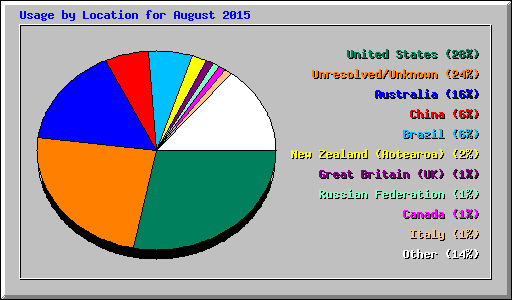 Usage by Location for August 2015
United States (28%)
Unresolved/Unknown (24%)
Australia (16%)
China (6%)
Brazil (6%)
New Zealand (Aotearoa) (2%)
Great Britain (UK) (1%)
Russian Federation (1%)
Canada (1%)
Italy (1%)
Other (14%)